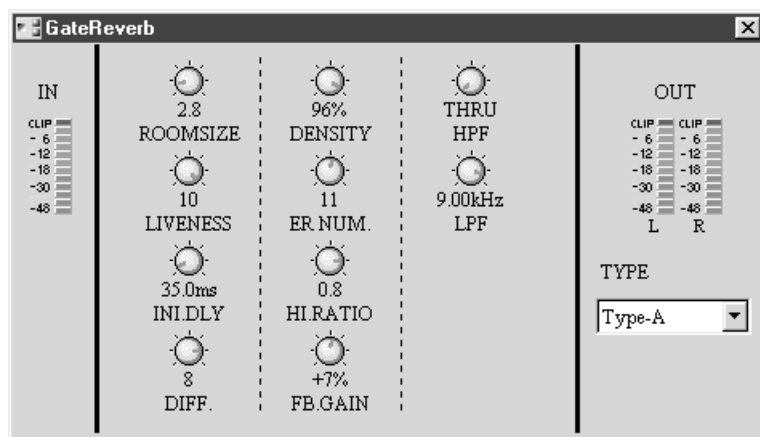 GateReverb
IN
CLIP
- 6
-12
-18
-30
-48
2.8
ROOMSIZE
10
LIVENESS
35.0ms
INI.DLY
8
DIFF.
96%
DENSITY
11
ER NUM.
0.8
HI.RATIO
+7%
FB.GAIN
THRU
HPF
9.00kHz
LPF
OUT
CLIP CLIP
- 6 - 6
-12 -12
-18 -18
-30 -30
-48 -48
L R
TYPE
Type-A